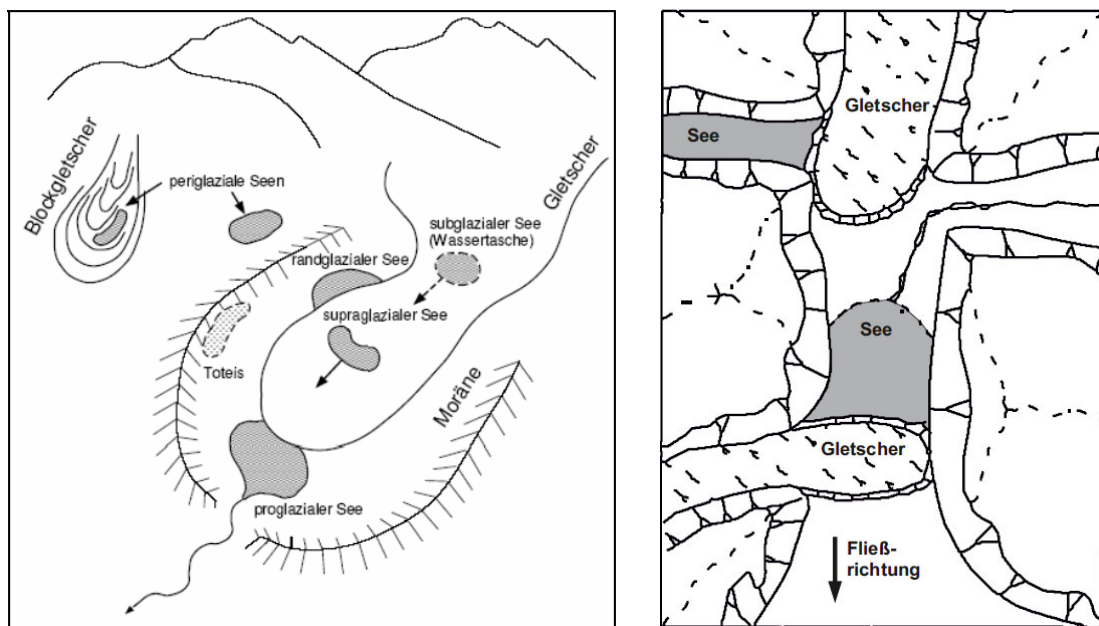 Blockgletscher
periglaziale Seen
Gletscher
subglazialer See
(Wassertasche)
randglazialer See
supraglazialer See
Toteis
Moräne
proglazialer See
Gletscher
See
See
Gletscher
Fließ-
richtung